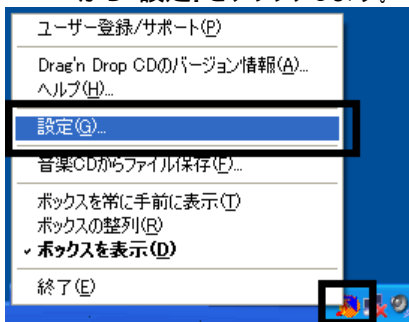 ユーザー登録/サポート(P)
Drag'n Drop CDのバージョン情報(A)...
ヘルプ(H)...
設定(G)...
音楽CDからファイル保存(F)...
ボックスを常に手前に表示(T)
ボックスの整列(R)
ボックスを表示(D)
終了(E)